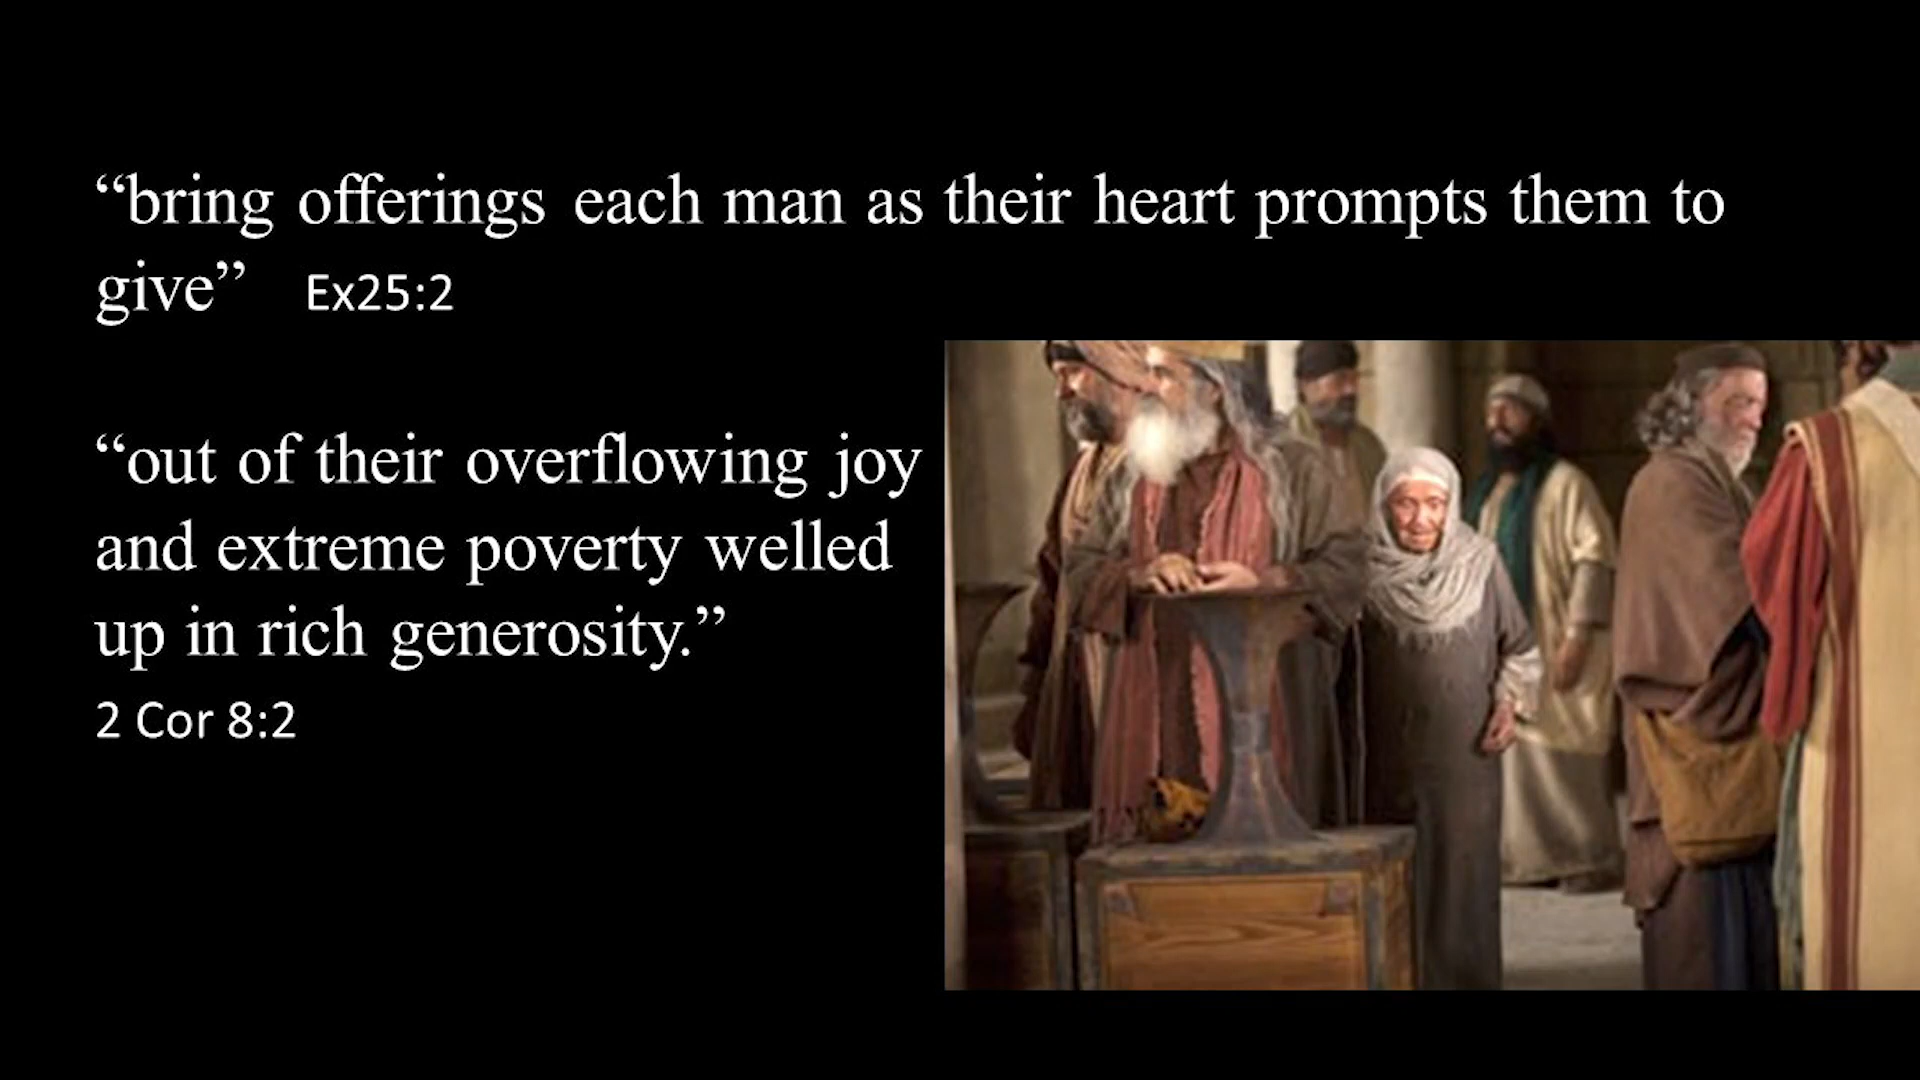 “bring offerings each man as their heart prompts them to
give” Ex25:2
“out of their overflowing joy
and extreme poverty welled
up in rich generosity.”
2 Cor 8:2